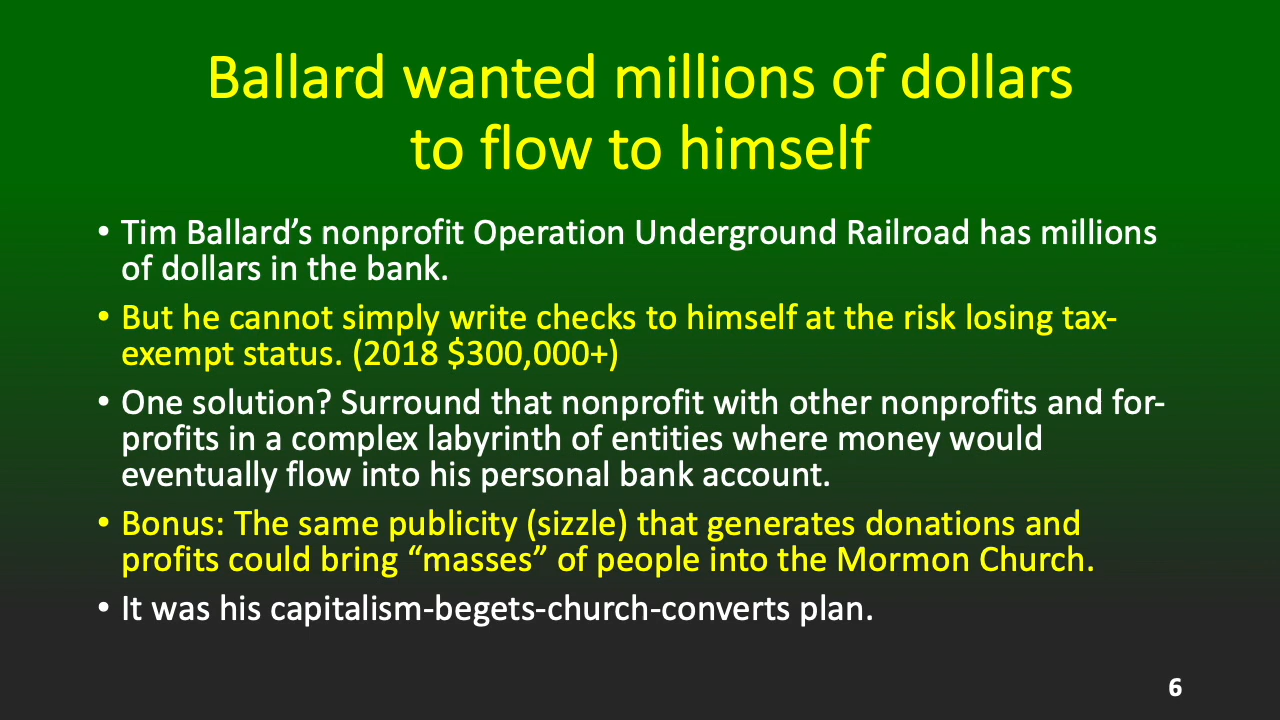 Ballard wanted millions of dollars
to flow to himself
• Tim Ballard’s nonprofit Operation Underground Railroad has millions
of dollars in the bank.
• But he cannot simply write checks to himself at the risk losing tax-
exempt status. (2018 $300,000+)
• One solution? Surround that nonprofit with other nonprofits and for-
profits in a complex labyrinth of entities where money would
eventually flow into his personal bank account.
• Bonus: The same publicity (sizzle) that generates donations and
profits could bring “masses” of people into the Mormon Church.
• It was his capitalism-begets-church-converts plan.
6